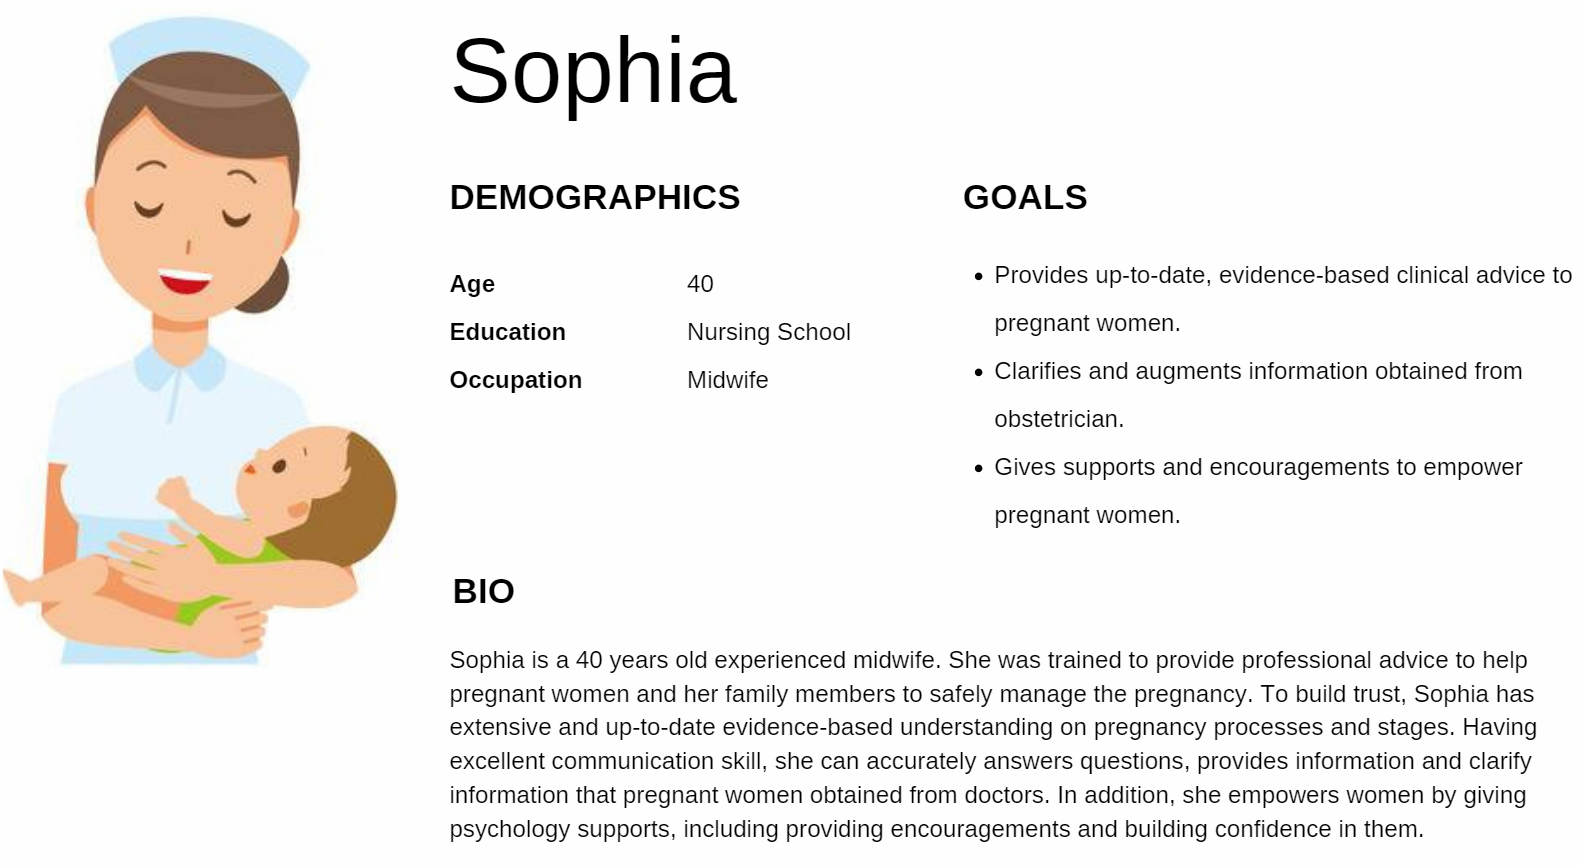 Sophia
DEMOGRAPHICS
Age 40
Education Nursing School
Occupation Midwife
GOALS
• Provides up-to-date, evidence-based clinical advice to
pregnant women.
• Clarifies and augments information obtained from
obstetrician.
• Gives supports and encouragements to empower
pregnant women.
BIO
Sophia is a 40 years old experienced midwife. She was trained to provide professional advice to help
pregnant women and her family members to safely manage the pregnancy. To build trust, Sophia has
extensive and up-to-date evidence-based understanding on pregnancy processes and stages. Having
excellent communication skill, she can accurately answers questions, provides information and clarify
information that pregnant women obtained from doctors. In addition, she empowers women by giving
psychology supports, including providing encouragements and building confidence in them.